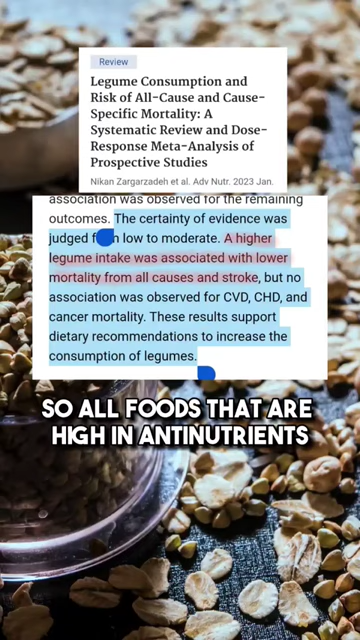 Review
Legume Consumption and
Risk of All-Cause and Cause-
Specific Mortality: A
Systematic Review and Dose-
Response Meta-Analysis of
Prospective Studies
Nikan Zargarzadeh et al. Adv Nutr. 2023 Jan.
association was observed for the remaining
outcomes. The certainty of evidence was
judged low to moderate. A higher
legume intake was associated with lower
mortality from all causes and stroke, but no
association was observed for CVD, CHD, and
cancer mortality. These results support
dietary recommendations to increase the
consumption of legumes.
SO ALL FOODS THAT ARE
HIGH IN ANTINUTRIENTS